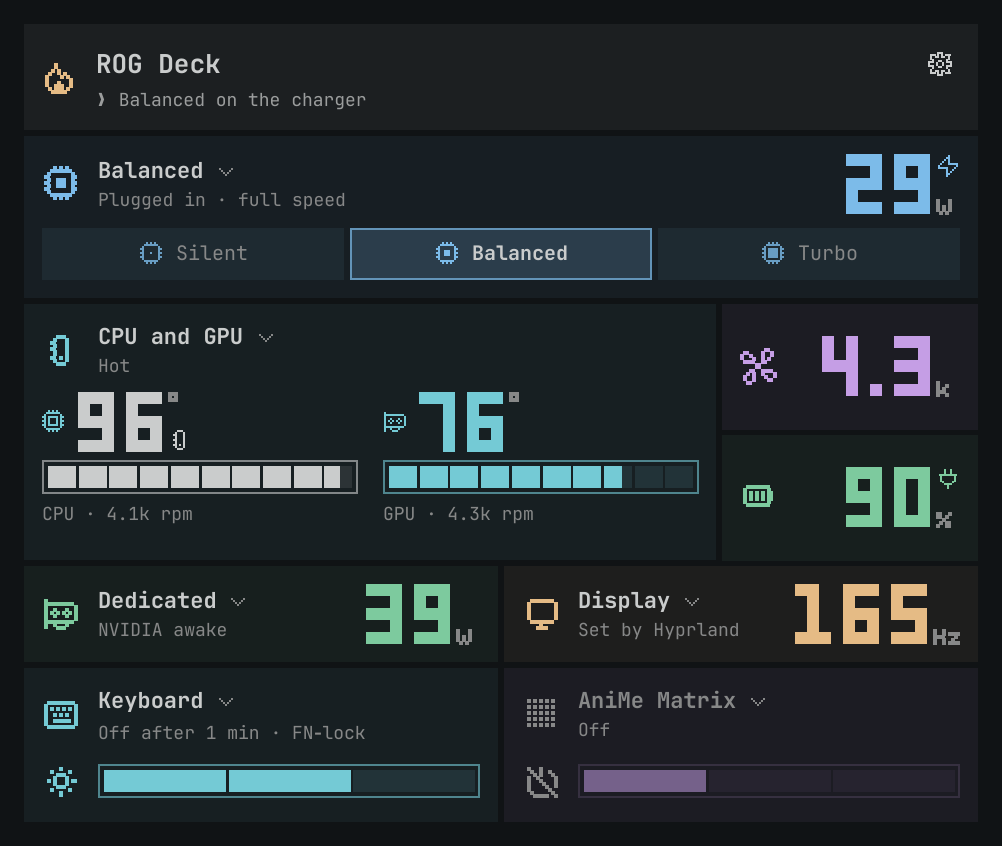 ROG Deck
❫ Balanced on the charger
Balanced
Plugged in · full speed
29 W
Silent
Balanced
Turbo
CPU and GPU
Hot
96°
76°
CPU · 4.1k rpm
GPU · 4.3k rpm
4.3 k
90 %
Dedicated
NVIDIA awake
39 W
Display
Set by Hyprland
165 Hz
Keyboard
Off after 1 min · FN-lock
AniMe Matrix
Off